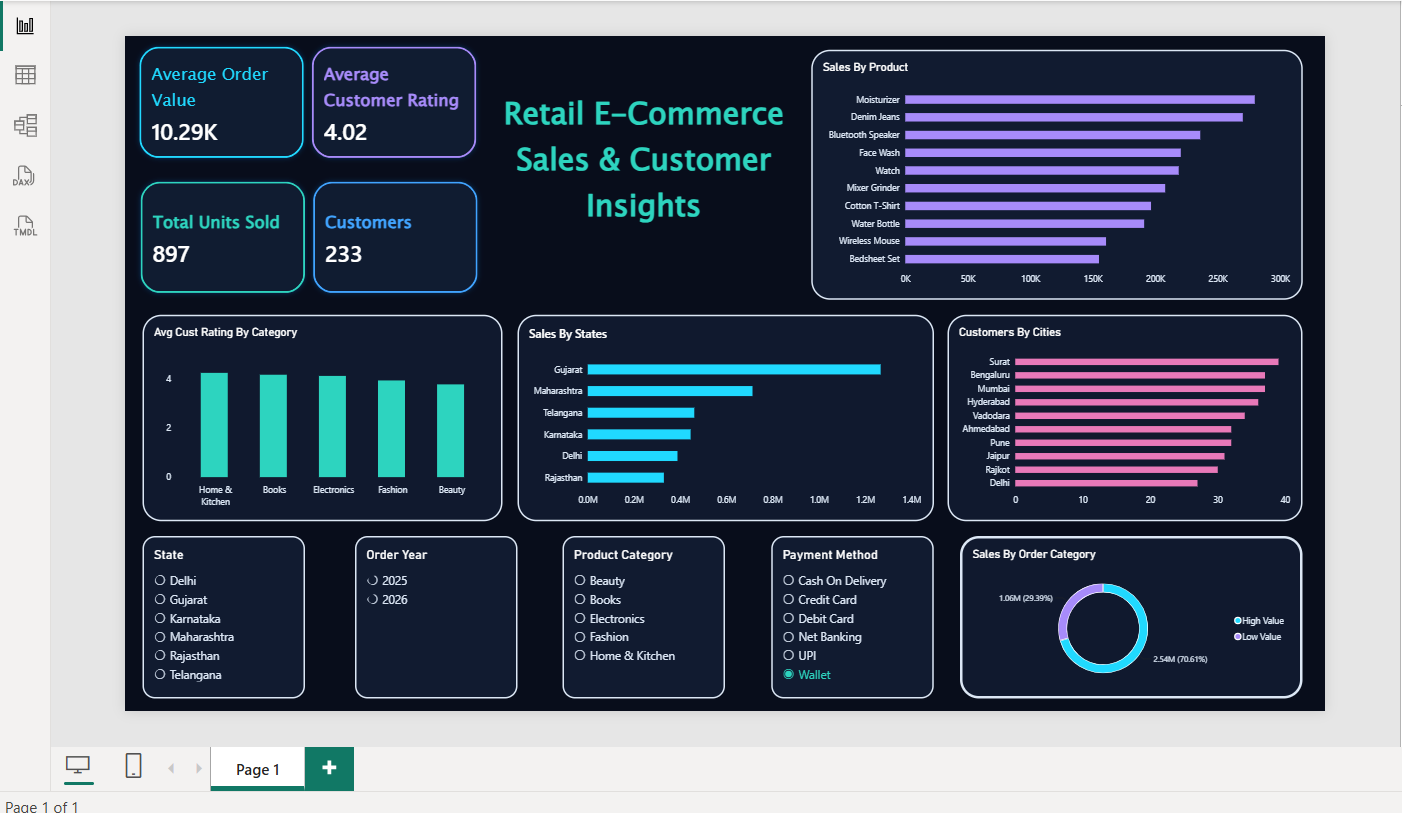 DAX
TMDL
Average Order
Value
10.29K
Average
Customer Rating
4.02
Total Units Sold
897
Customers
233
Retail E-Commerce
Sales & Customer
Insights
Sales By Product
Moisturizer
Denim Jeans
Bluetooth Speaker
Face Wash
Watch
Mixer Grinder
Cotton T-Shirt
Water Bottle
Wireless Mouse
Bedsheet Set
0K 50K 100K 150K 200K 250K 300K
Avg Cust Rating By Category
4
2
0
Home &
Kitchen
Books
Electronics
Fashion
Beauty
Sales By States
Gujarat
Maharashtra
Telangana
Karnataka
Delhi
Rajasthan
0.0M 0.2M 0.4M 0.6M 0.8M 1.0M 1.2M 1.4M
Customers By Cities
Surat
Bengaluru
Mumbai
Hyderabad
Vadodara
Ahmedabad
Pune
Jaipur
Rajkot
Delhi
0 10 20 30 40
State
Delhi
Gujarat
Karnataka
Maharashtra
Rajasthan
Telangana
Order Year
2025
2026
Product Category
Beauty
Books
Electronics
Fashion
Home & Kitchen
Payment Method
Cash On Delivery
Credit Card
Debit Card
Net Banking
UPI
Wallet
Sales By Order Category
1.06M (29.39%)
2.54M (70.61%)
High Value
Low Value
Page 1
Page 1 of 1